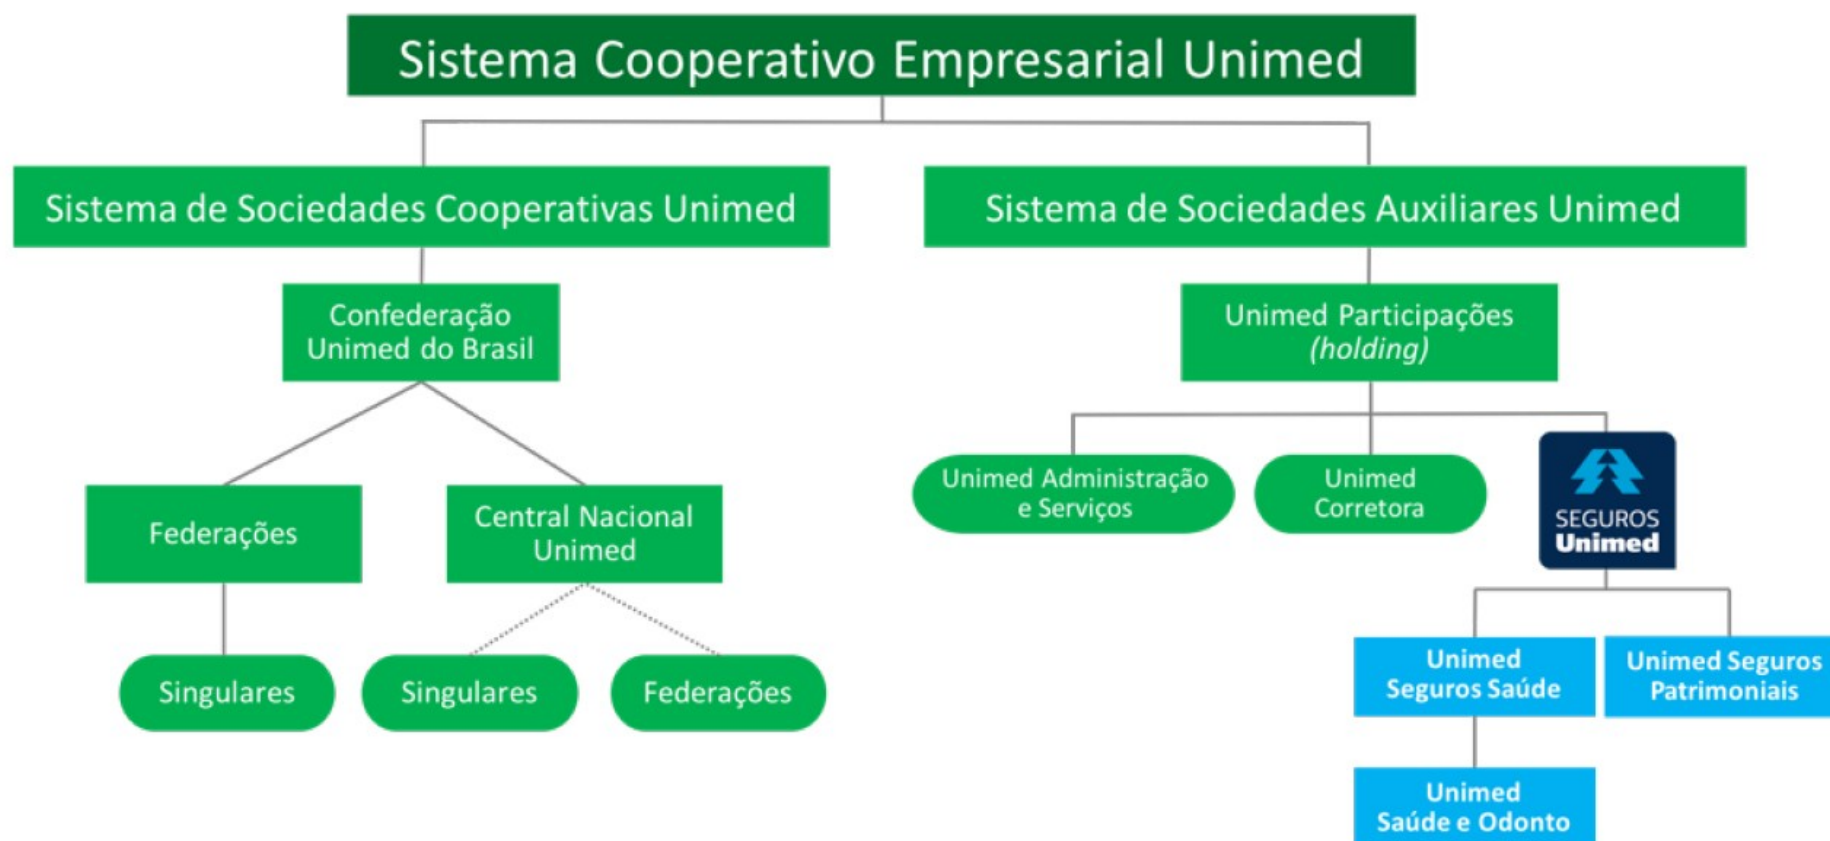 Sistema Cooperativo Empresarial Unimed
Sistema de Sociedades Cooperativas Unimed
Sistema de Sociedades Auxiliares Unimed
Confederação
Unimed do Brasil
Unimed Participações
(holding)
Federações
Central Nacional
Unimed
Unimed Administração
e Serviços
Unimed
Corretora
SEGUROS
Unimed
Singulares
Singulares
Federações
Unimed
Seguros Saúde
Unimed Seguros
Patrimoniais
Unimed
Saúde e Odonto